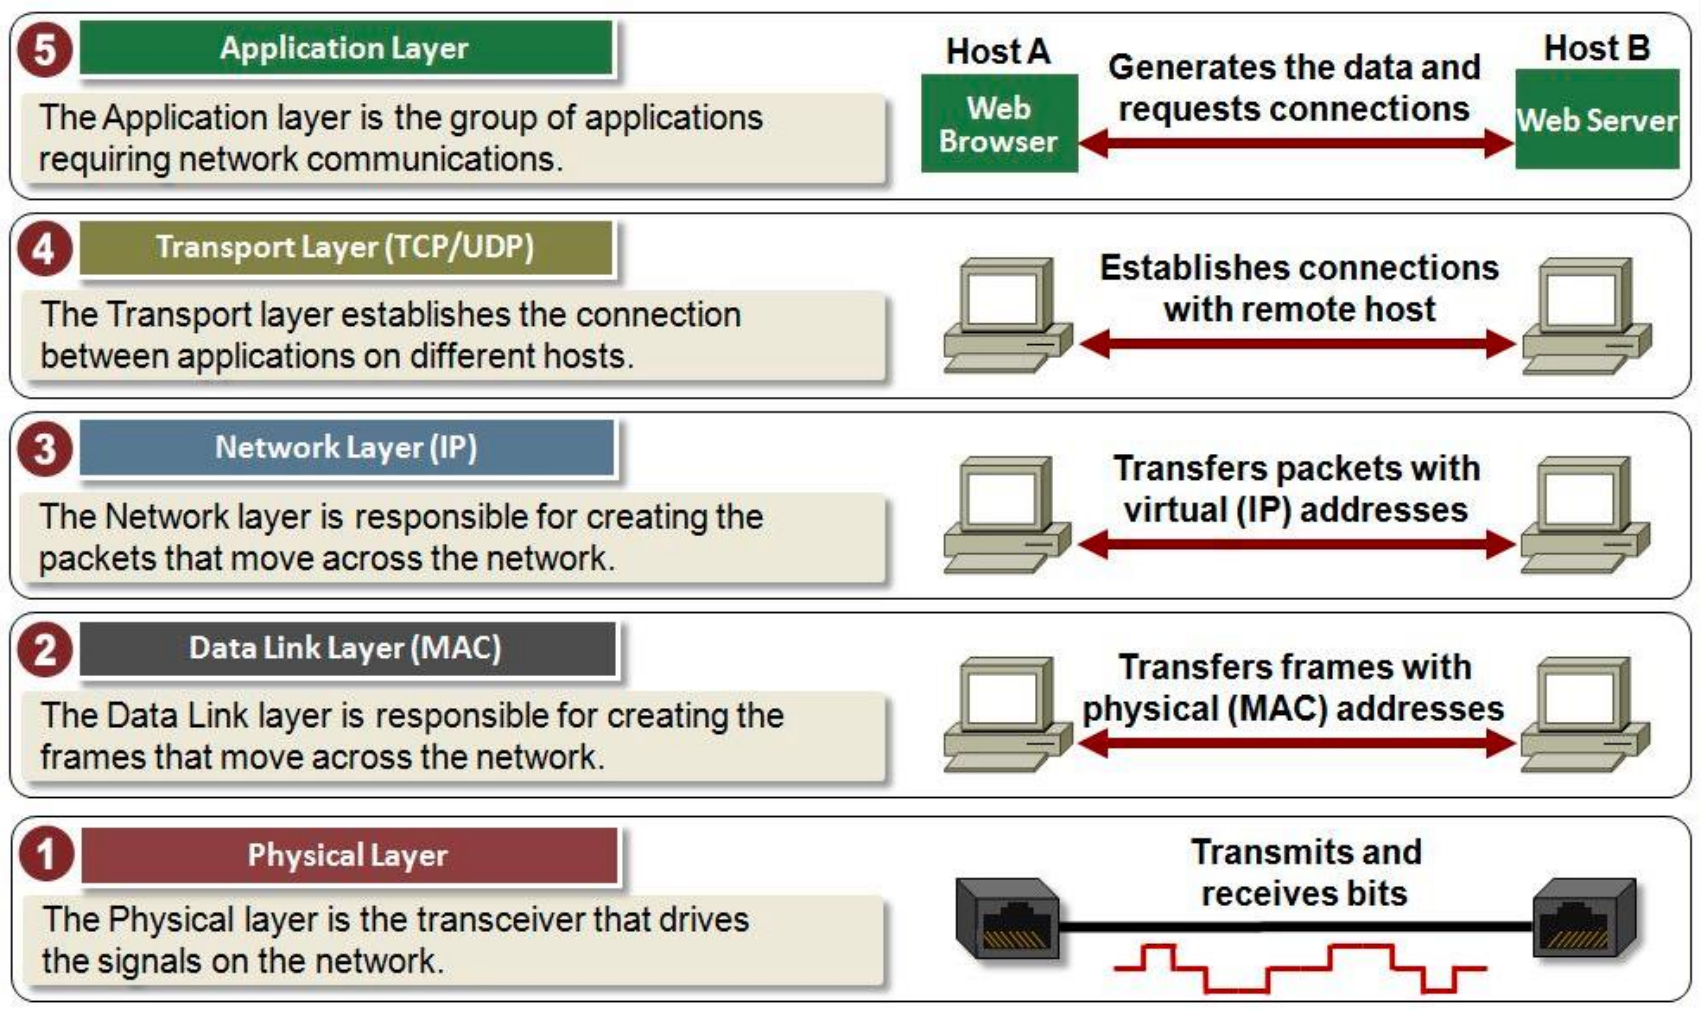 5
Application Layer
The Application layer is the group of applications
requiring network communications.
Host A
Web
Browser
Generates the data and
requests connections
Host B
Web Server
4
Transport Layer (TCP/UDP)
The Transport layer establishes the connection
between applications on different hosts.
Establishes connections
with remote host
3
Network Layer (IP)
The Network layer is responsible for creating the
packets that move across the network.
Transfers packets with
virtual (IP) addresses
2
Data Link Layer (MAC)
The Data Link layer is responsible for creating the
frames that move across the network.
Transfers frames with
physical (MAC) addresses
1
Physical Layer
The Physical layer is the transceiver that drives
the signals on the network.
Transmits and
receives bits